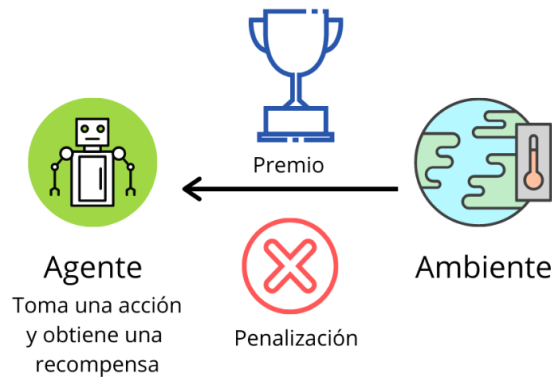 Premio
Agente
Toma una acción
y obtiene una
recompensa
Penalización
Ambiente